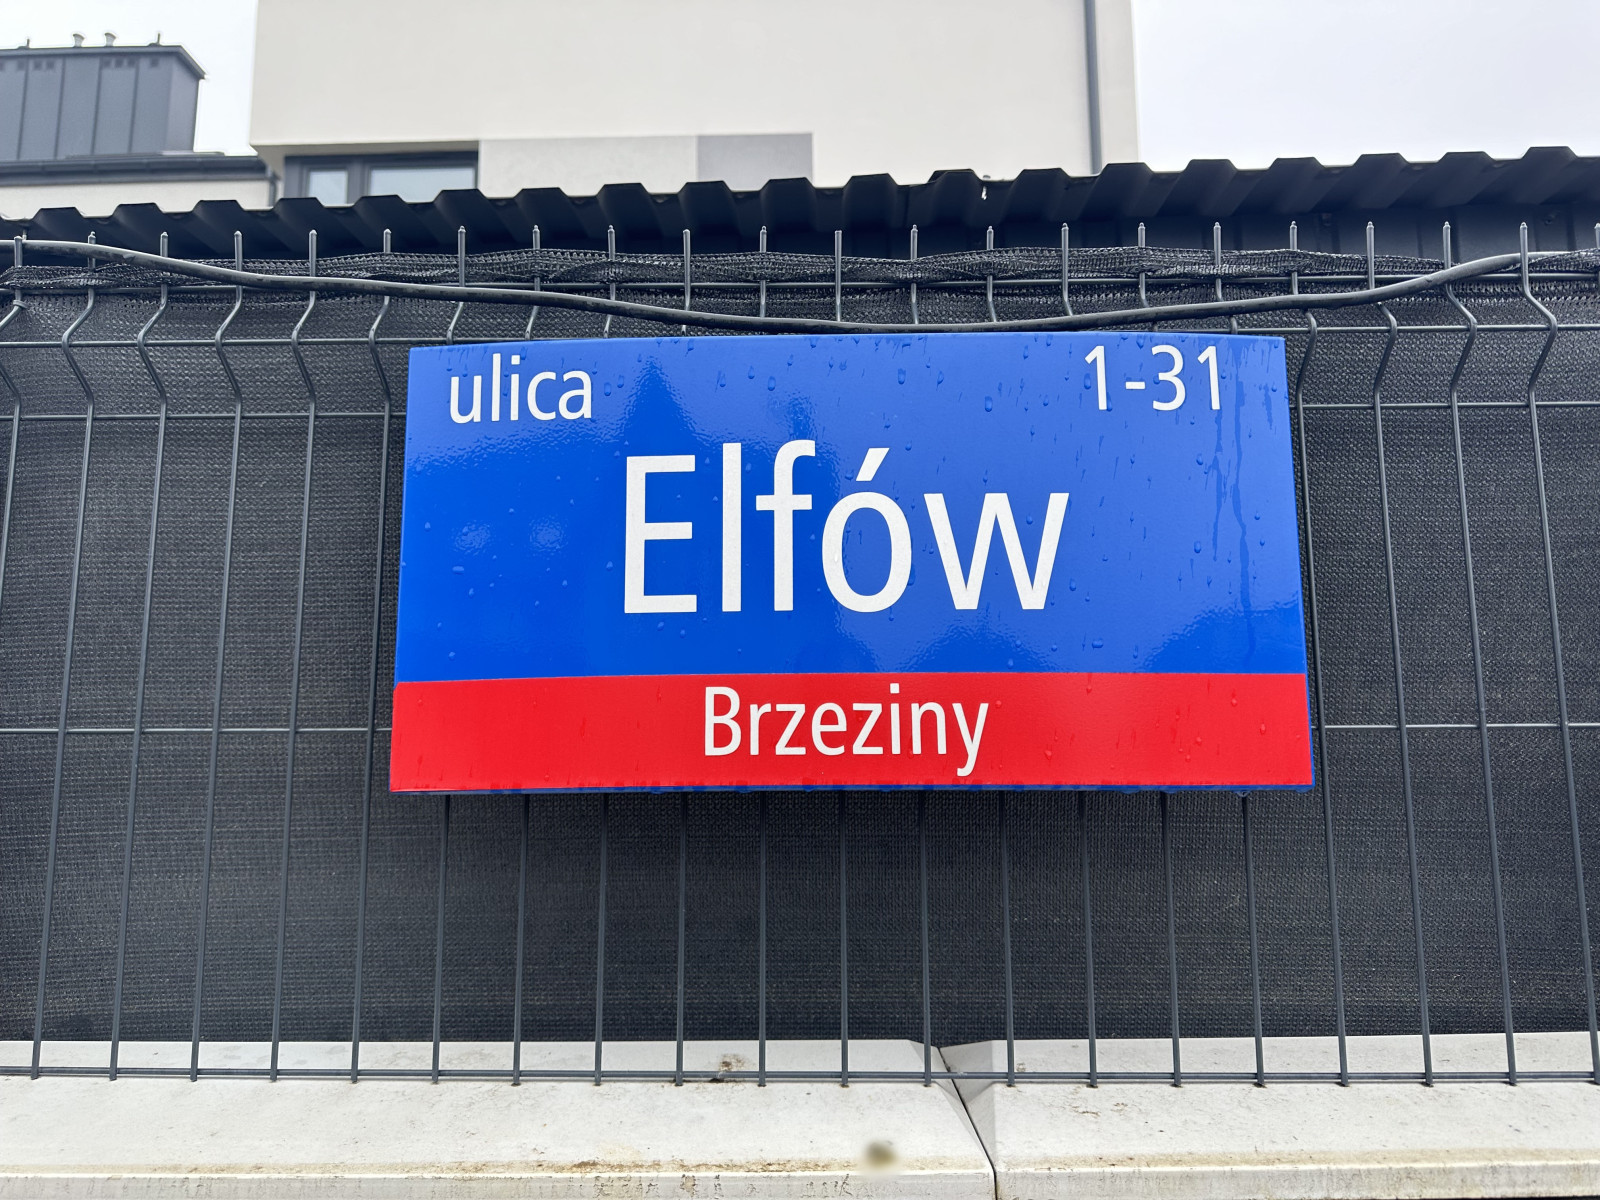 ulica 1-31
Elfów
Brzeziny